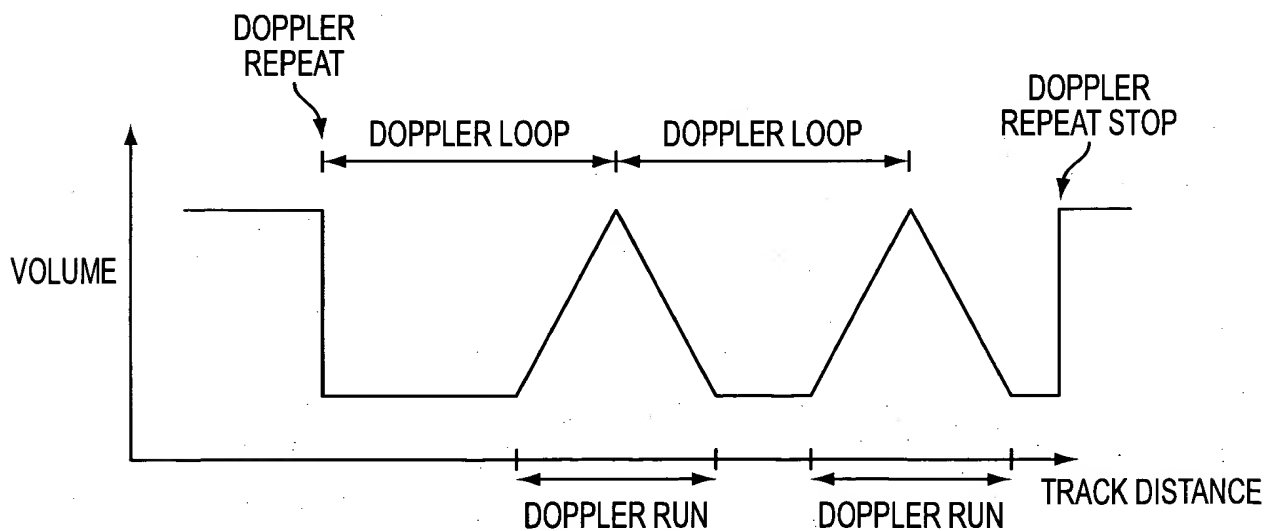 DOPPLER
REPEAT
DOPPLER
REPEAT STOP
DOPPLER LOOP
DOPPLER LOOP
VOLUME
TRACK DISTANCE
DOPPLER RUN
DOPPLER RUN